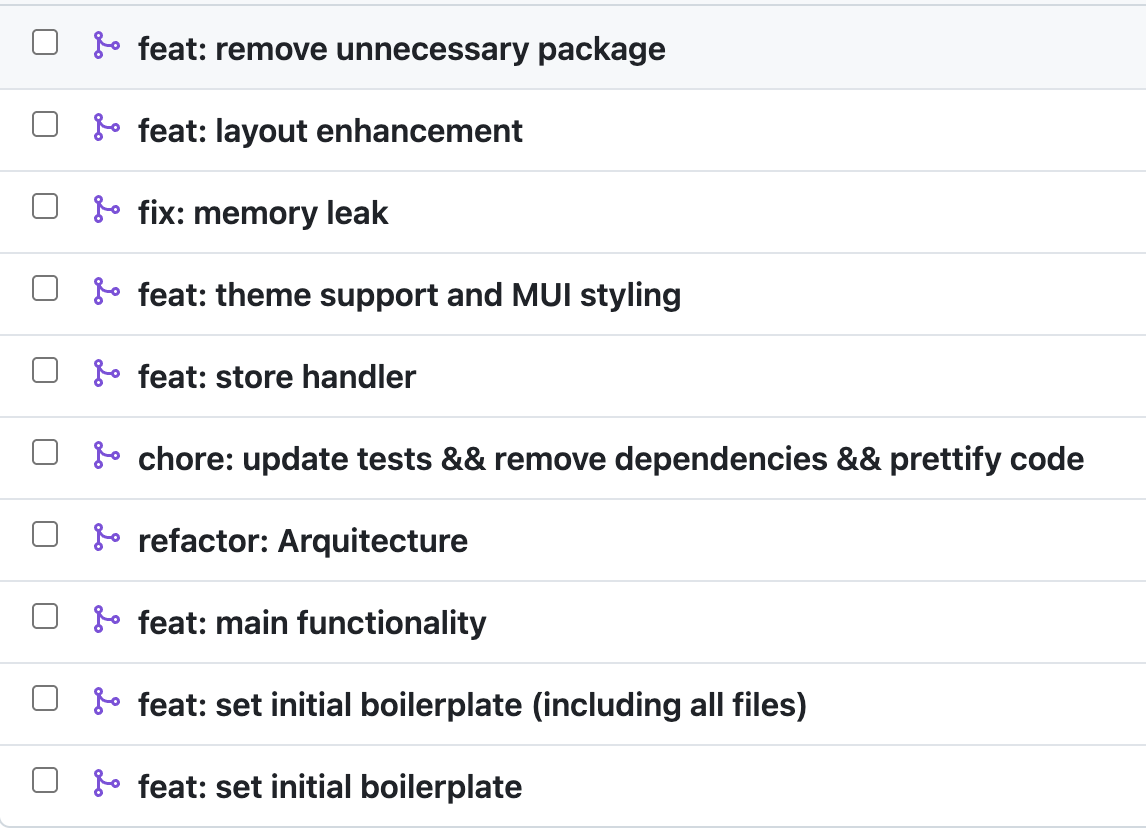 feat: remove unnecessary package
feat: layout enhancement
fix: memory leak
feat: theme support and MUI styling
feat: store handler
chore: update tests && remove dependencies && prettify code
refactor: Arquitecture
feat: main functionality
feat: set initial boilerplate (including all files)
feat: set initial boilerplate